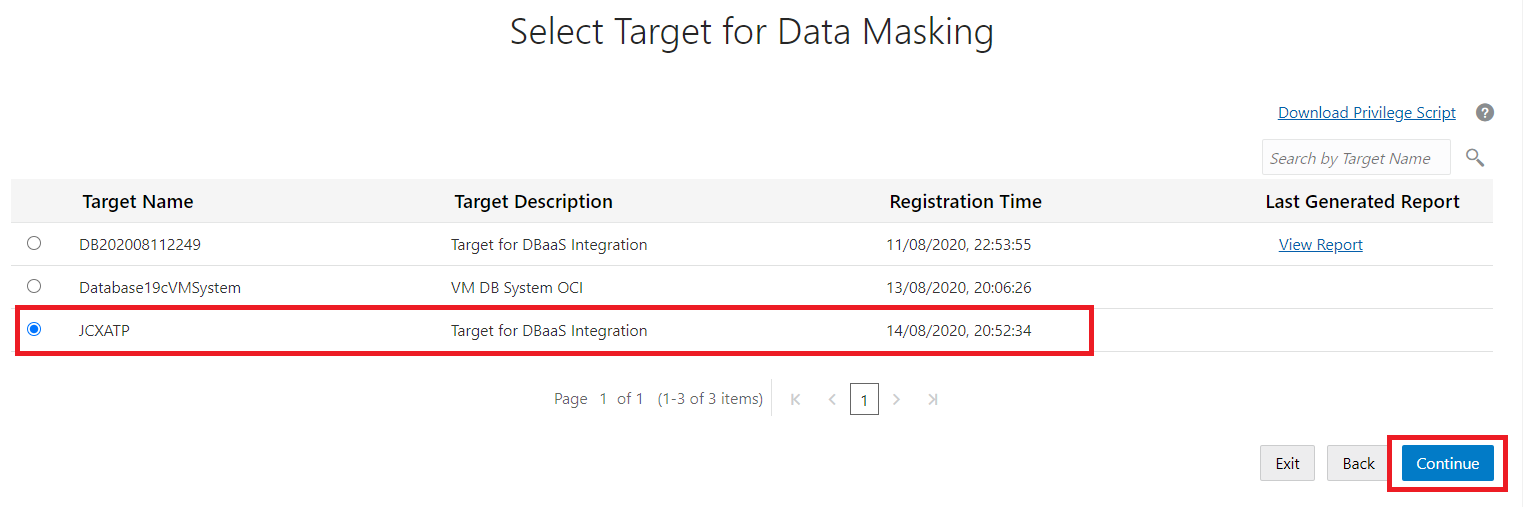 Select Target for Data Masking
Download Privilege Script ?
Search by Target Name
Target Name Target Description Registration Time Last Generated Report
DB202008112249 Target for DBaaS Integration 11/08/2020, 22:53:55 View Report
Database19cVMSystem VM DB System OCI 13/08/2020, 20:06:26
JCXATP Target for DBaaS Integration 14/08/2020, 20:52:34
Page 1 of 1 (1-3 of 3 items) 1
Exit Back Continue